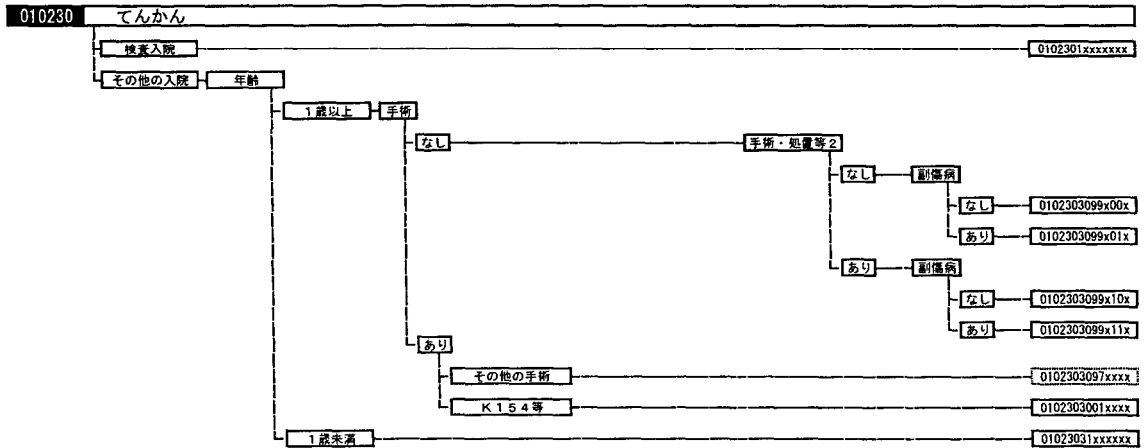 010230 てんかん
検査入院 0102301xxxxxxx
その他の入院 年齢
1歳以上 手術
なし 手術・処置等2
なし 副傷病
なし 0102303099x00x
あり 0102303099x01x
あり 副傷病
なし 0102303099x10x
あり 0102303099x11x
あり
その他の手術 0102303097xxxx
K154等 0102303001xxxx
1歳未満 01023031xxxxxx